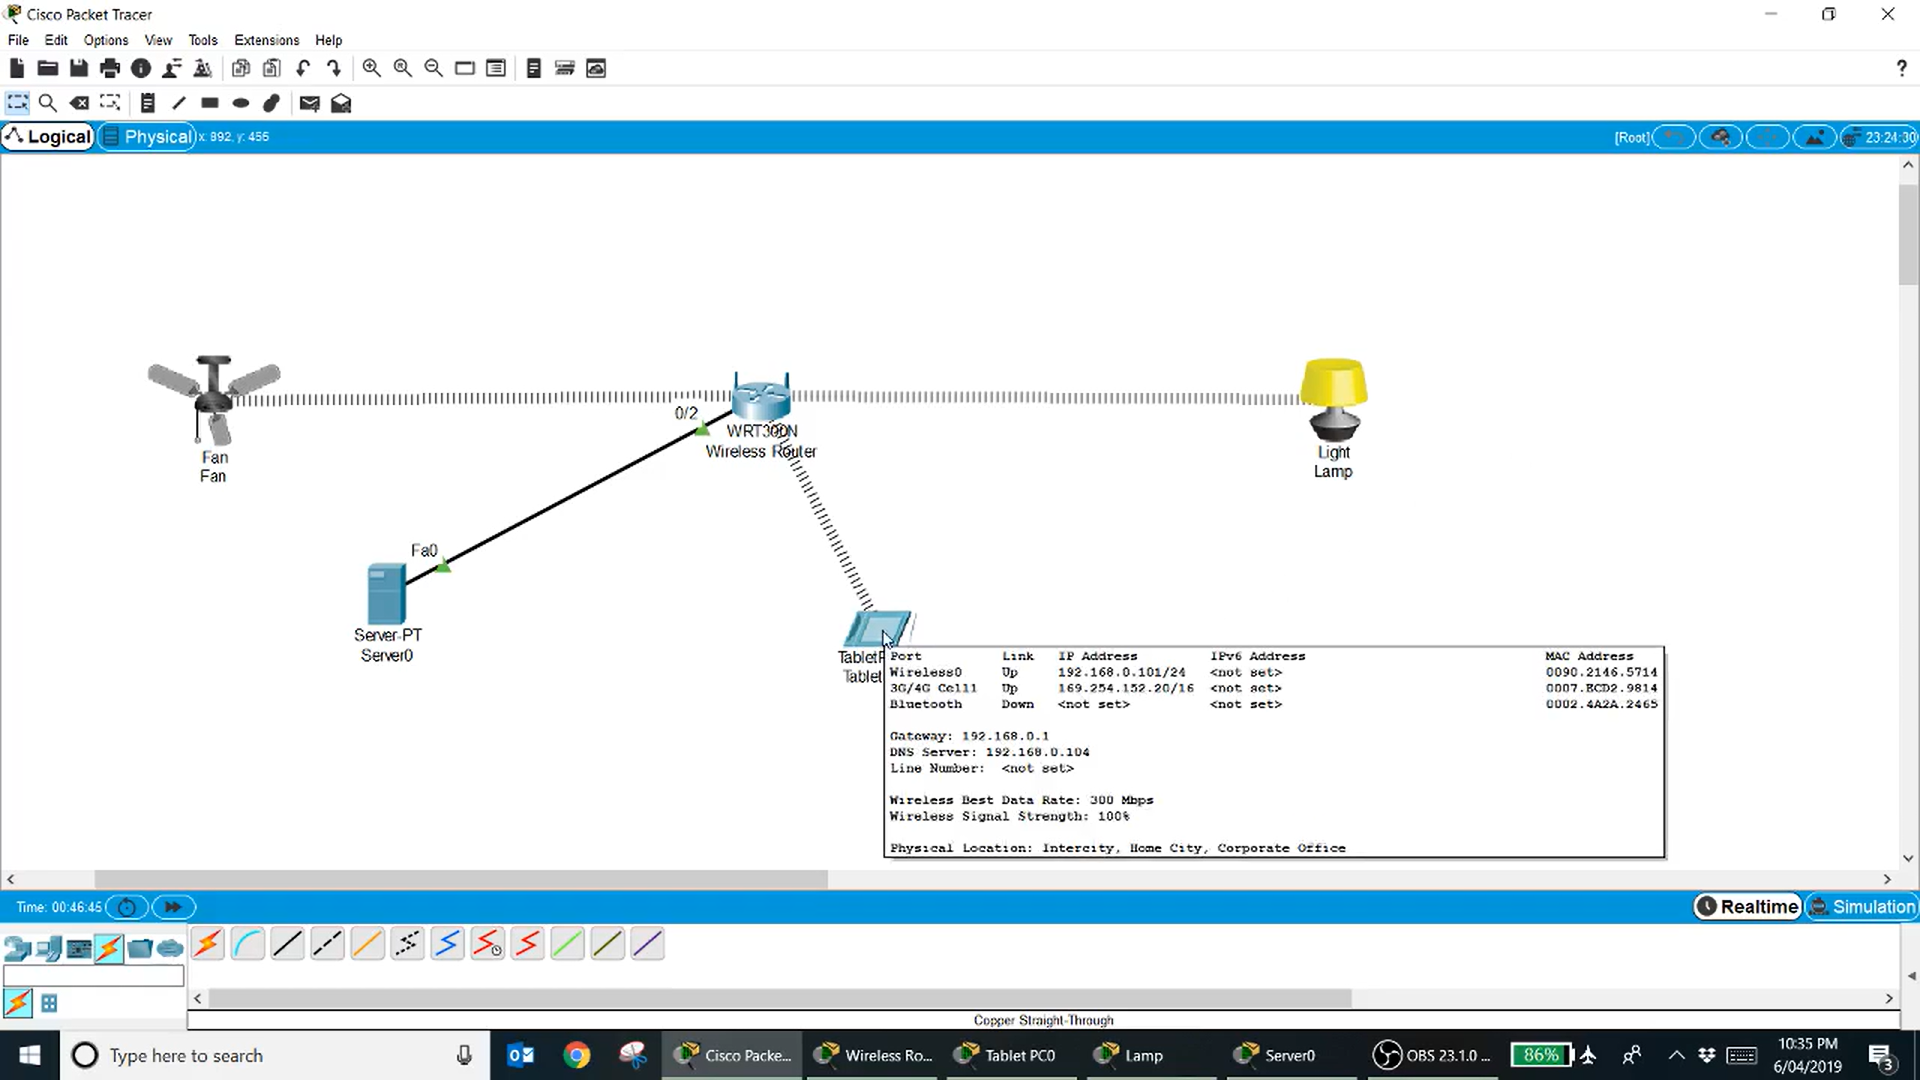 Cisco Packet Tracer
File Edit Options View Tools Extensions Help
?
Logical Physical x: 892, y: 455 [Root] 23:24:30
0/2
WRT300N
Wireless Router
Fan
Fan
Light
Lamp
Fa0
Server-PT
Server0
TabletP
Tablet
Port Link IP Address IPv6 Address MAC Address
Wireless0 Up 192.168.0.101/24 <not set> 0090.2146.5714
3G/4G Cell1 Up 169.254.152.20/16 <not set> 0007.ECD2.9814
Bluetooth Down <not set> <not set> 0002.4A2A.2465
Gateway: 192.168.0.1
DNS Server: 192.168.0.104
Line Number: <not set>
Wireless Best Data Rate: 300 Mbps
Wireless Signal Strength: 100%
Physical Location: Intercity, Home City, Corporate Office
Time: 00:46:45 Realtime Simulation
Copper Straight-Through
Type here to search Cisco Packe... Wireless Ro... Tablet PC0 Lamp Server0 OBS 23.1.0 ... 86% 10:35 PM
6/04/2019 3